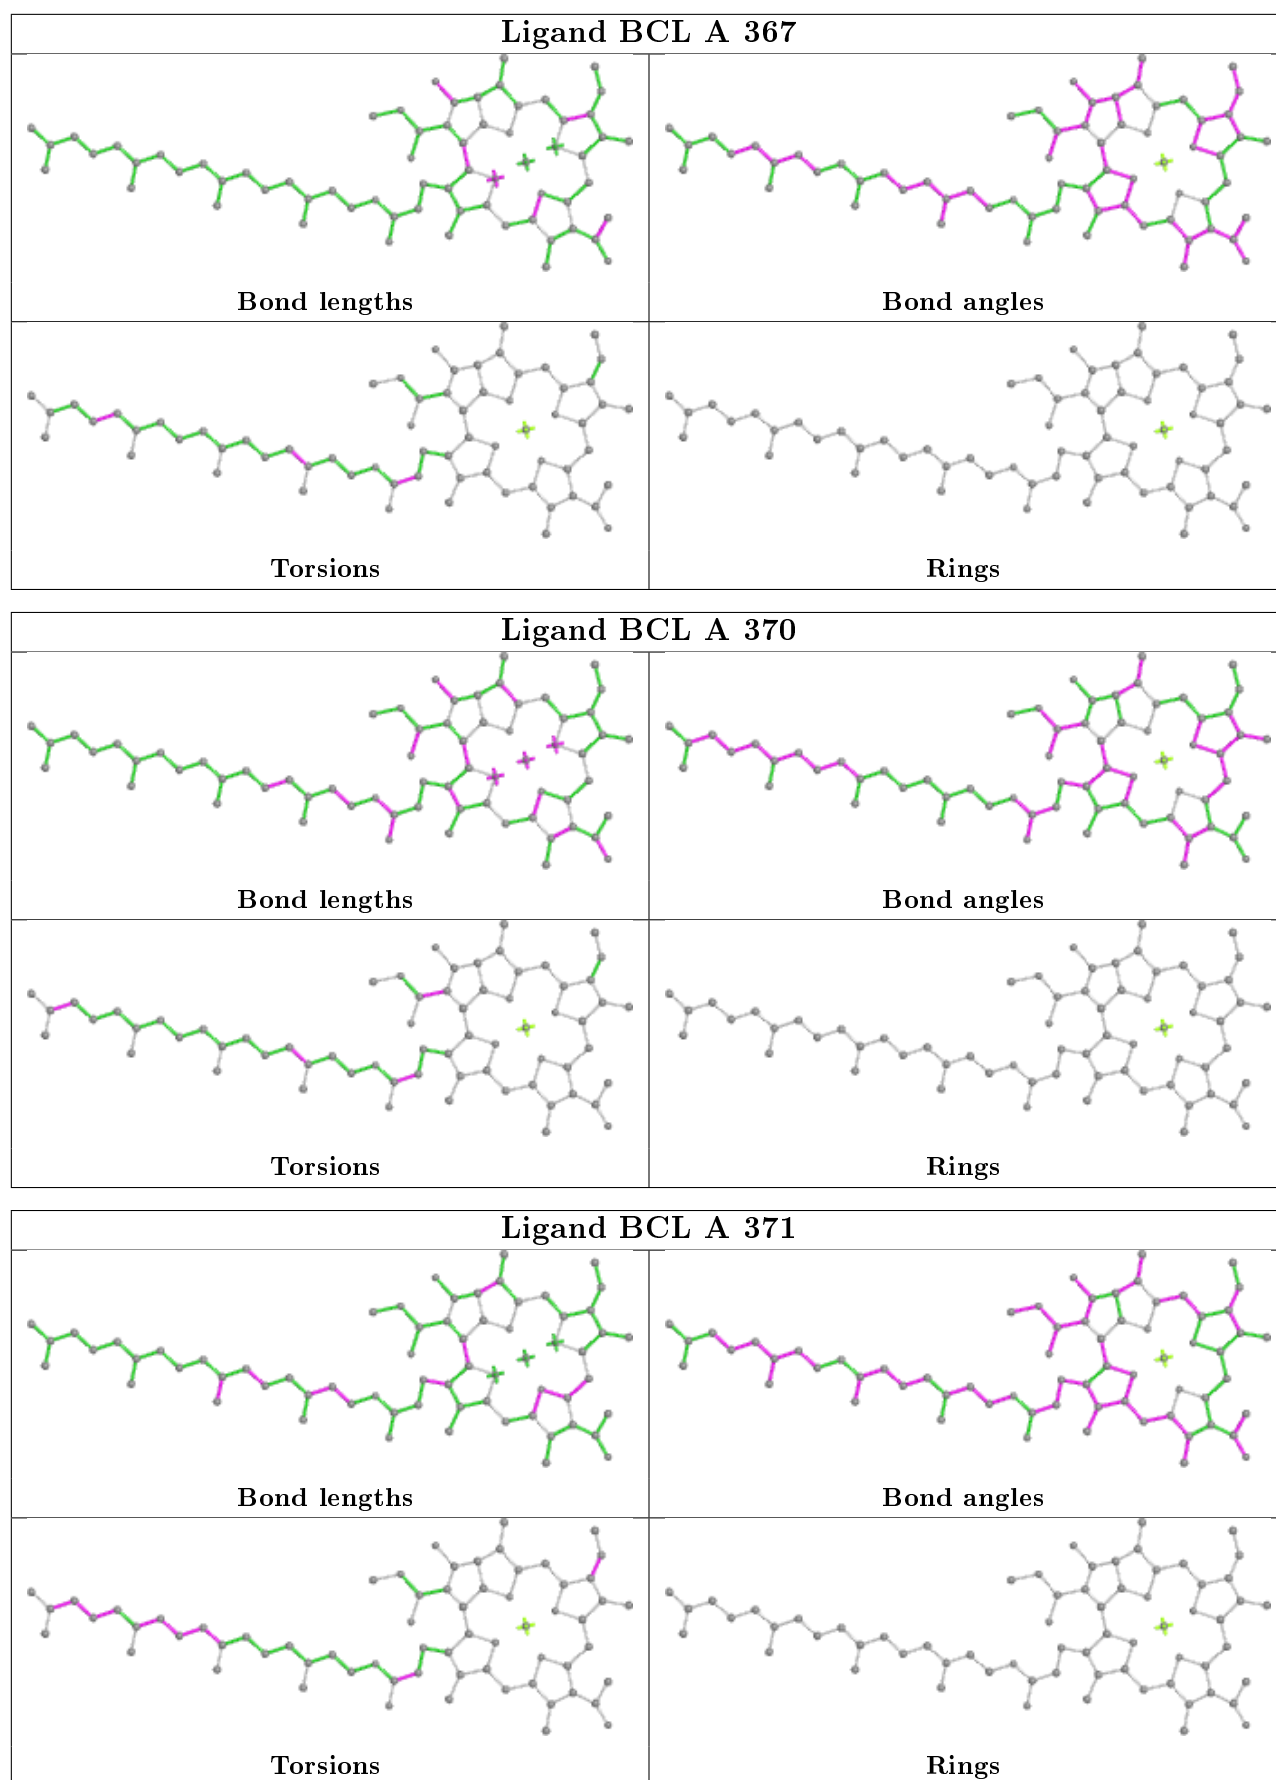 Ligand BCL A 367
Bond lengths
Bond angles
Torsions
Rings
Ligand BCL A 370
Bond lengths
Bond angles
Torsions
Rings
Ligand BCL A 371
Bond lengths
Bond angles
Torsions
Rings